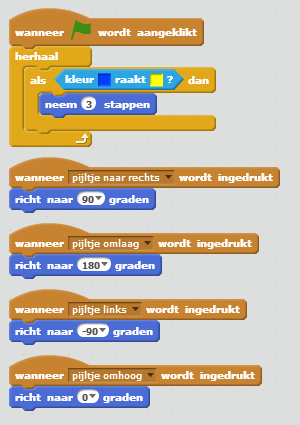 wanneer wordt aangeklikt
herhaal
als kleur raakt ? dan
neem 3 stappen
wanneer pijltje naar rechts wordt ingedrukt
richt naar 90 graden
wanneer pijltje omlaag wordt ingedrukt
richt naar 180 graden
wanneer pijltje links wordt ingedrukt
richt naar -90 graden
wanneer pijltje omhoog wordt ingedrukt
richt naar 0 graden